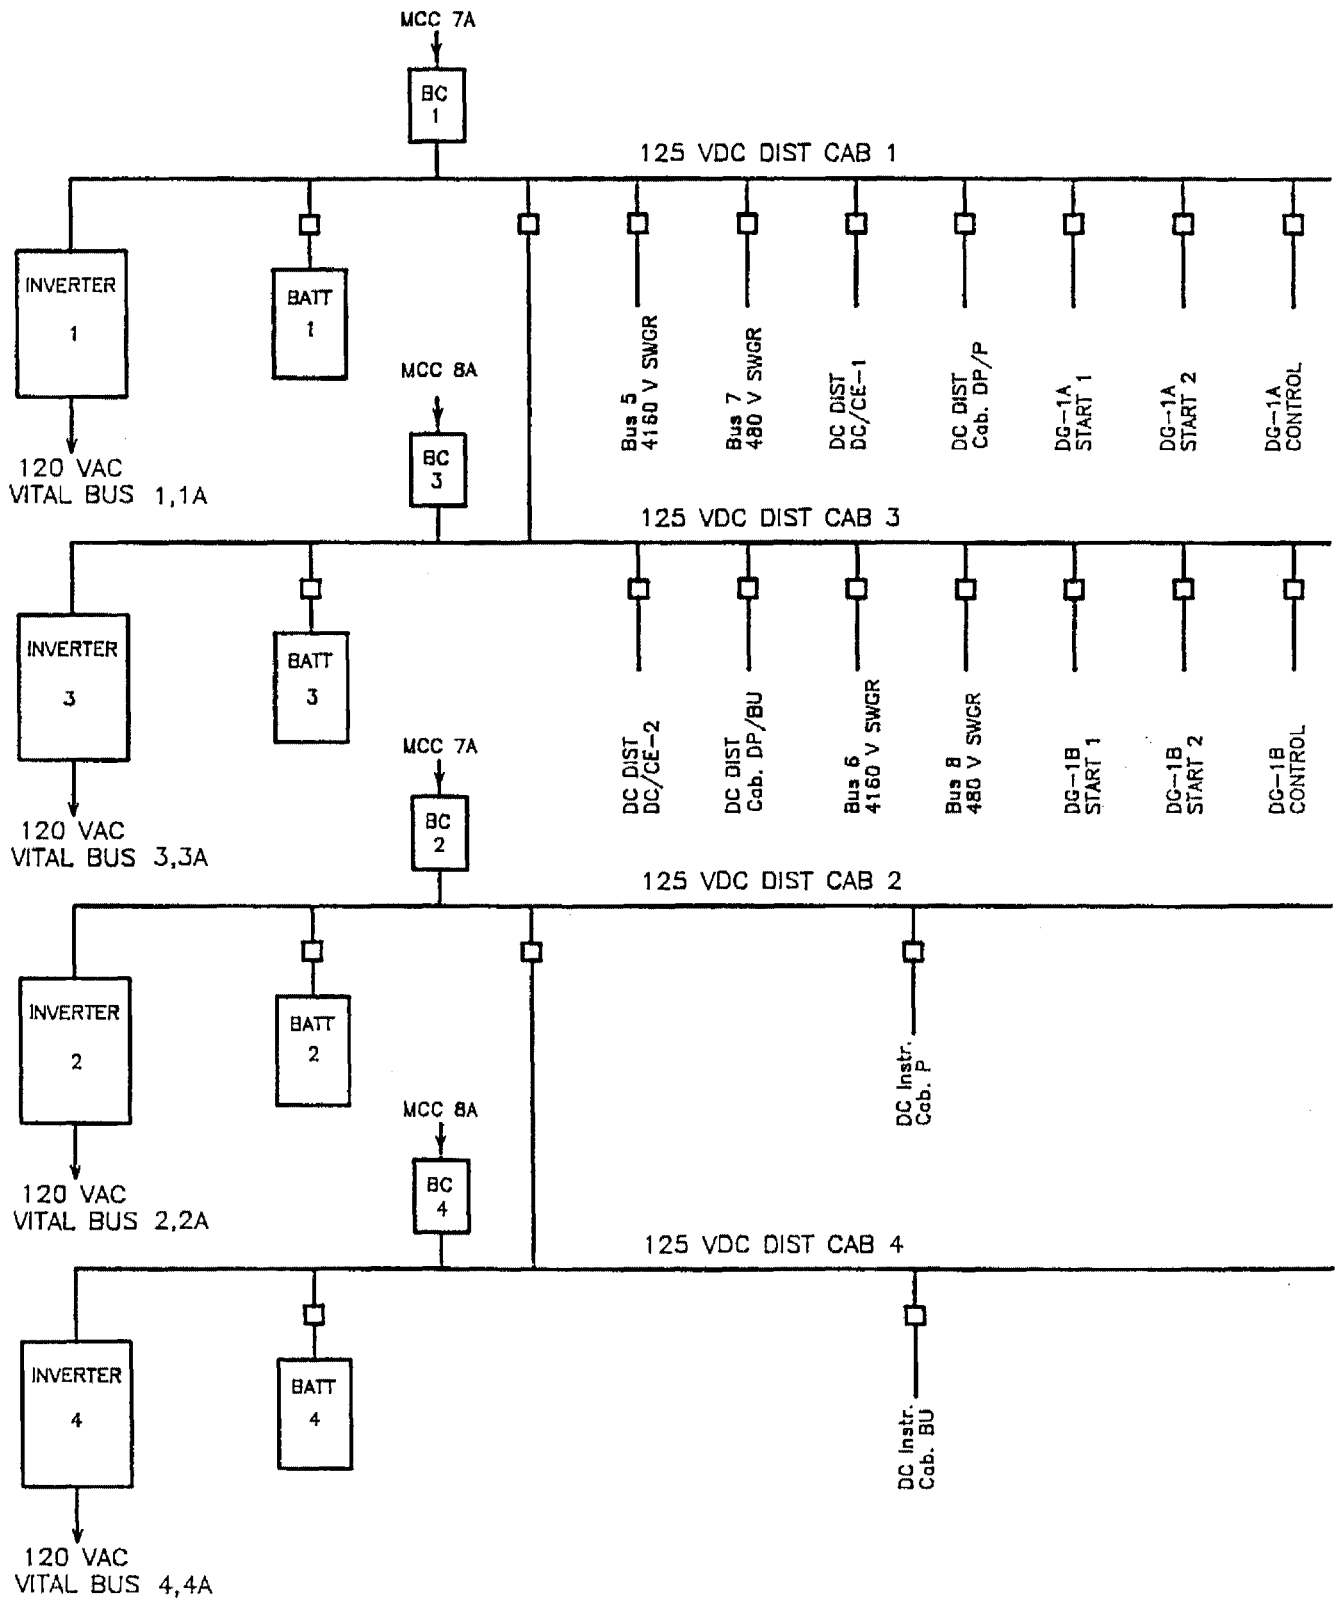 MCC 7A
BC
1
125 VDC DIST CAB 1
INVERTER
1
BATT
1
120 VAC
VITAL BUS 1,1A
Bus 5
4160 V SWGR
Bus 7
480 V SWGR
DC DIST
DC/CE-1
DC DIST
Cab. DP/P
DG-1A
START 1
DG-1A
START 2
DG-1A
CONTROL
MCC 8A
BC
3
125 VDC DIST CAB 3
INVERTER
3
BATT
3
120 VAC
VITAL BUS 3,3A
DC DIST
DC/CE-2
DC DIST
Cab. DP/BU
Bus 6
4160 V SWGR
Bus 8
480 V SWGR
DG-1B
START 1
DG-1B
START 2
DG-1B
CONTROL
MCC 7A
BC
2
125 VDC DIST CAB 2
INVERTER
2
BATT
2
120 VAC
VITAL BUS 2,2A
DC Instr.
Cab. P
MCC 8A
BC
4
125 VDC DIST CAB 4
INVERTER
4
BATT
4
120 VAC
VITAL BUS 4,4A
DC Instr.
Cab. BU